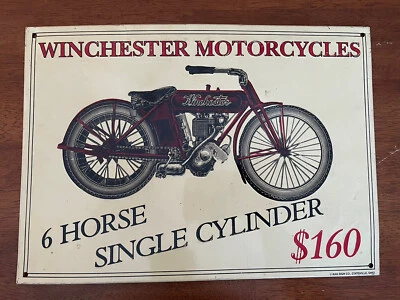 WINCHESTER MOTORCYCLES
Winchester
6 HORSE
SINGLE CYLINDER
$160